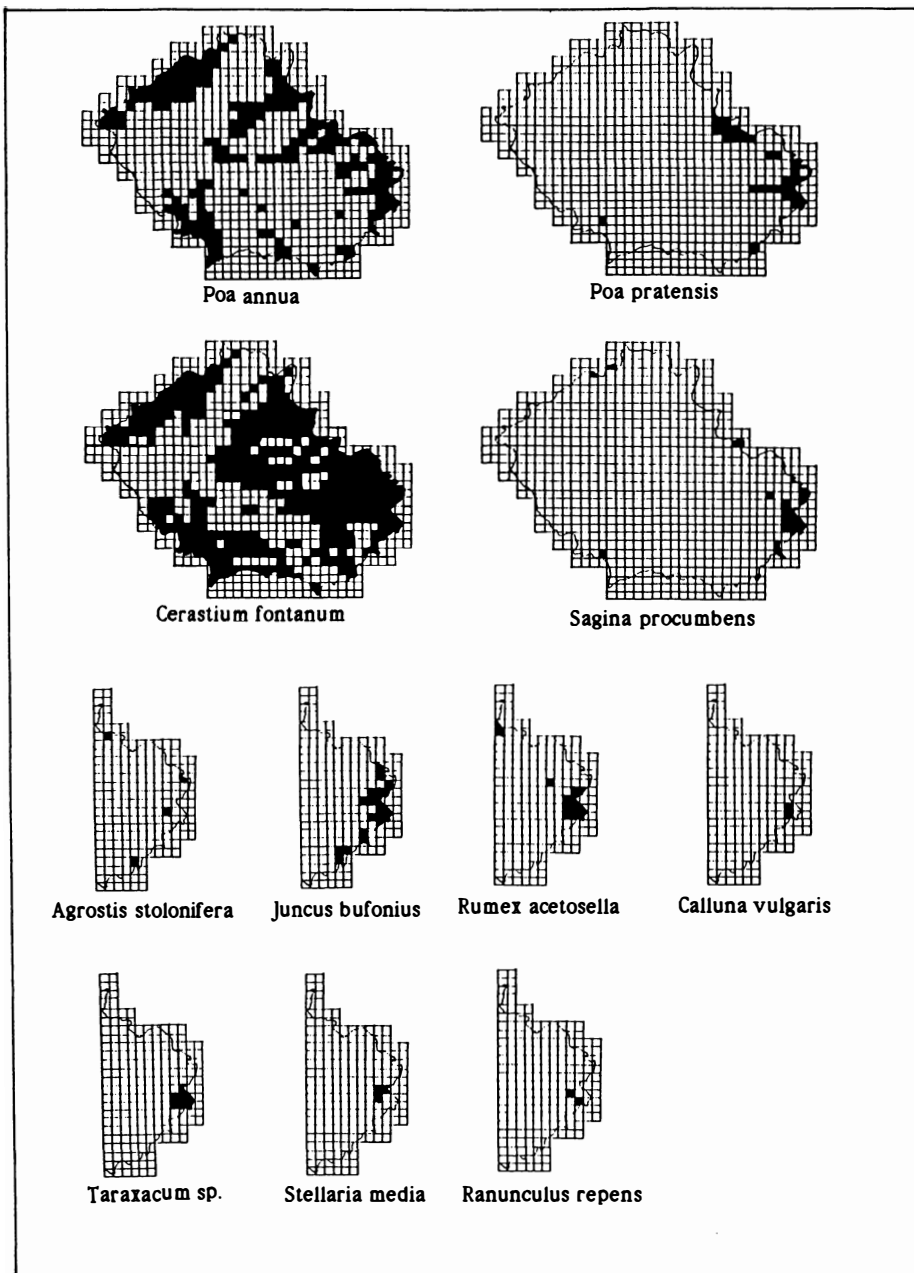 Poa annua
Poa pratensis
Cerastium fontanum
Sagina procumbens
Agrostis stolonifera
Juncus bufonius
Rumex acetosella
Calluna vulgaris
Taraxacum sp.
Stellaria media
Ranunculus repens